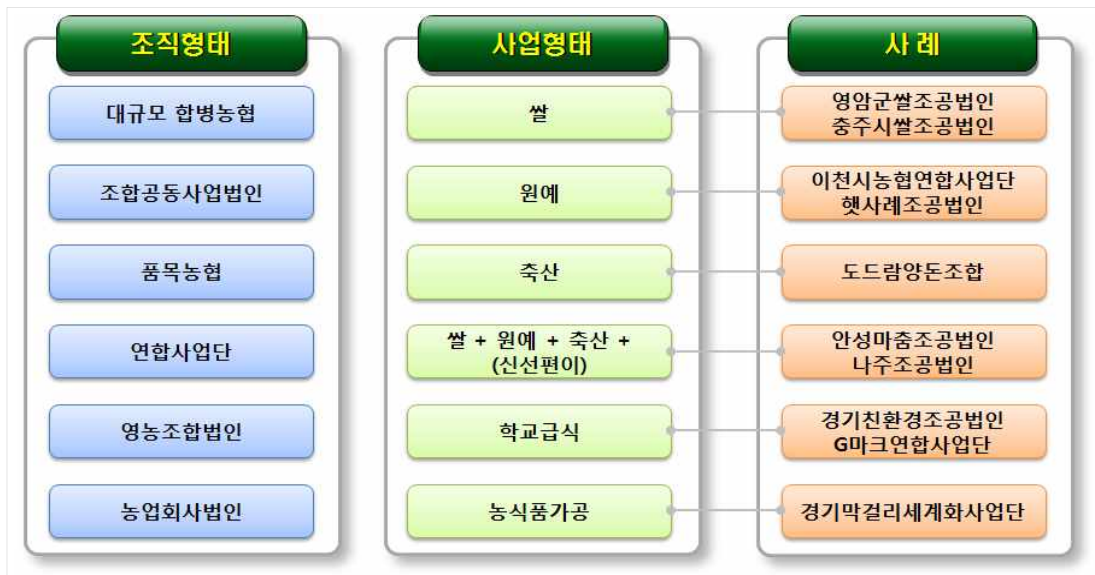 조직형태
대규모 합병농협
조합공동사업법인
품목농협
연합사업단
영농조합법인
농업회사법인
사업형태
쌀
원예
축산
쌀 + 원예 + 축산 +
(신선편이)
학교급식
농식품가공
사 례
영암군쌀조공법인
충주시쌀조공법인
이천시농협연합사업단
햇사레조공법인
도드람양돈조합
안성마춤조공법인
나주조공법인
경기친환경조공법인
G마크연합사업단
경기막걸리세계화사업단